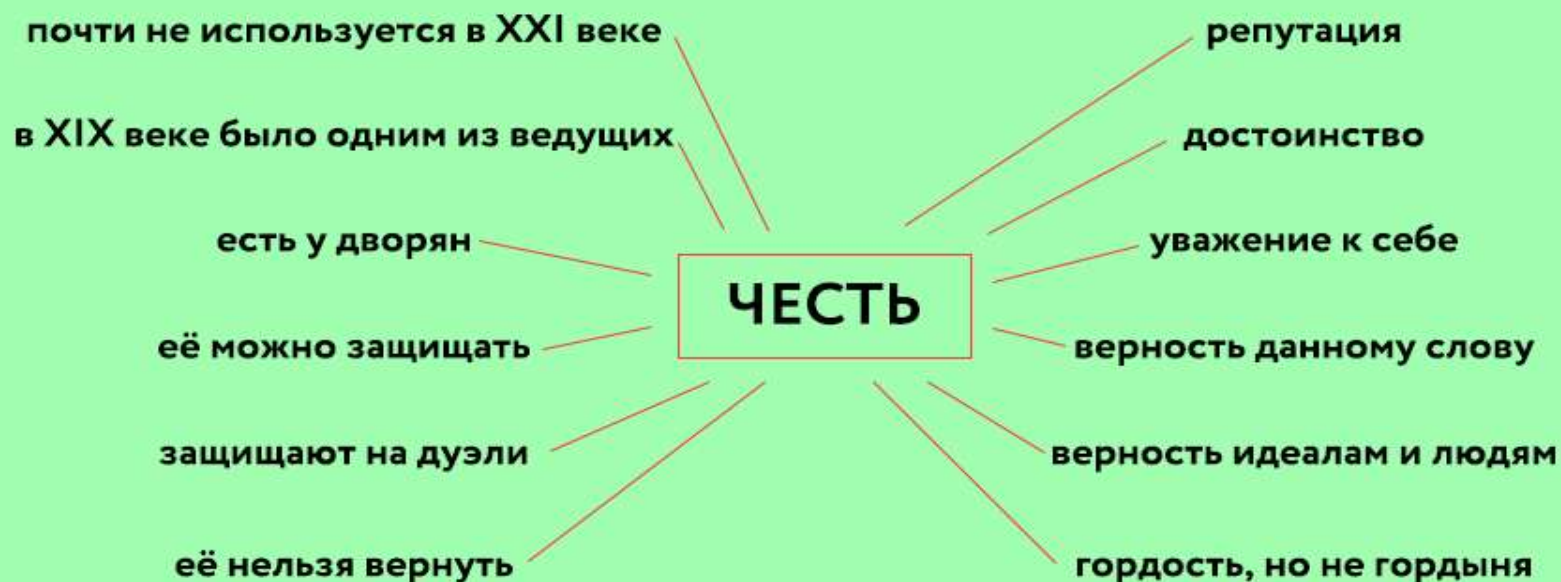 почти не используется в XXI веке
в XIX веке было одним из ведущих
есть у дворян
её можно защищать
защищают на дуэли
её нельзя вернуть
ЧЕСТЬ
репутация
достоинство
уважение к себе
верность данному слову
верность идеалам и людям
гордость, но не гордыня